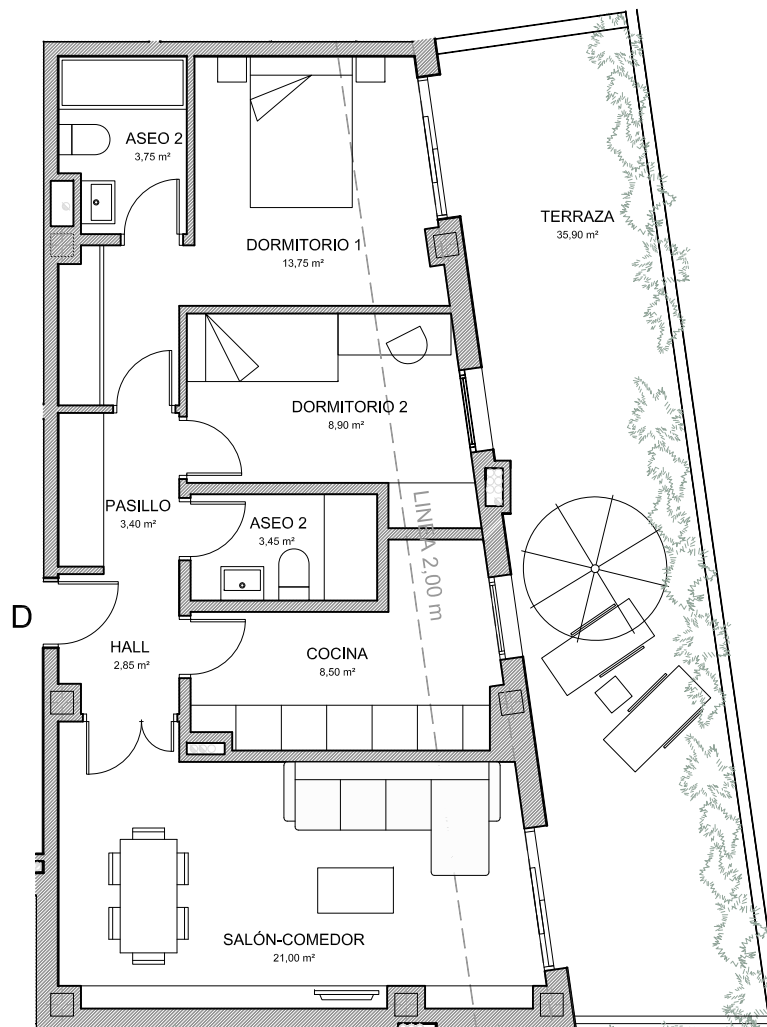 ASEO 2
3,75 m²
TERRAZA
35,90 m²
DORMITORIO 1
13,75 m²
DORMITORIO 2
8,90 m²
PASILLO
3,40 m²
ASEO 2
3,45 m²
LINEA 2,00 m
D
HALL
2,85 m²
COCINA
8,50 m²
SALÓN-COMEDOR
21,00 m²